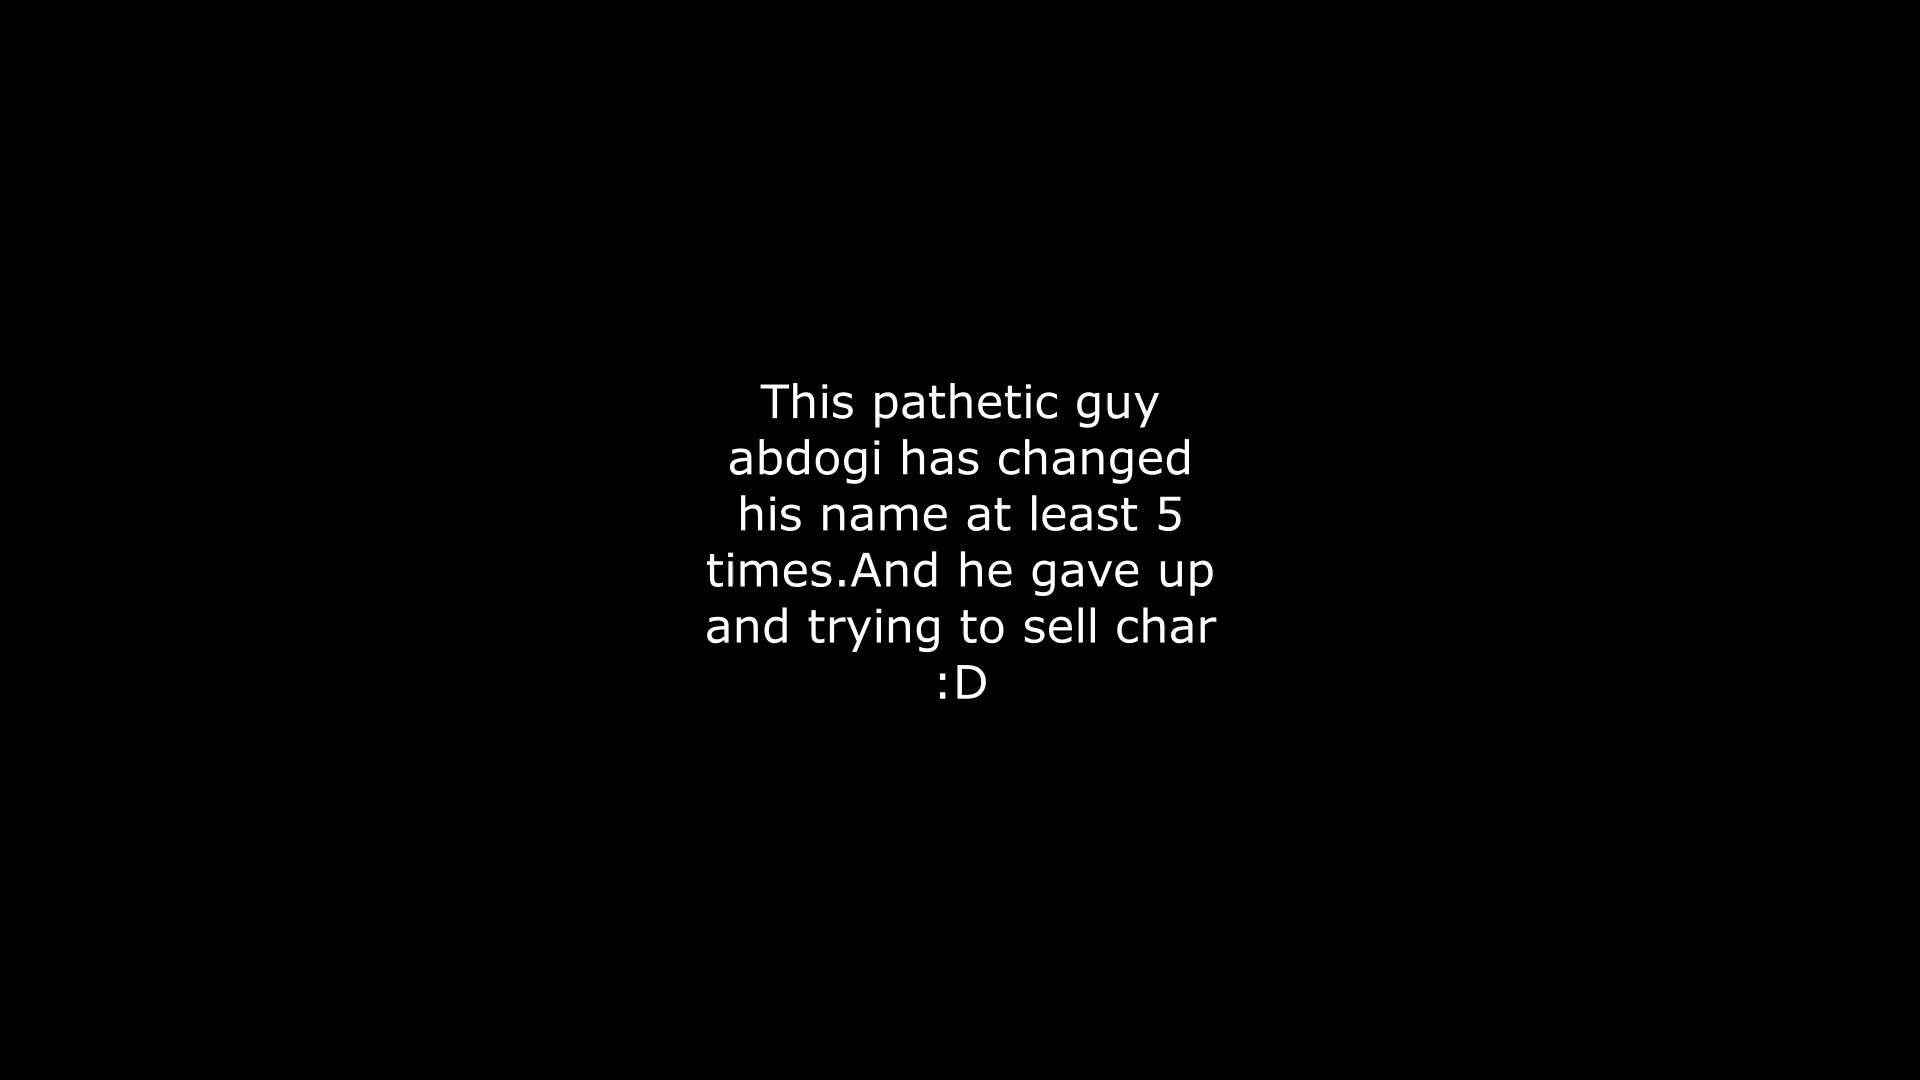 This pathetic guy
abdogi has changed
his name at least 5
times.And he gave up
and trying to sell char
:D